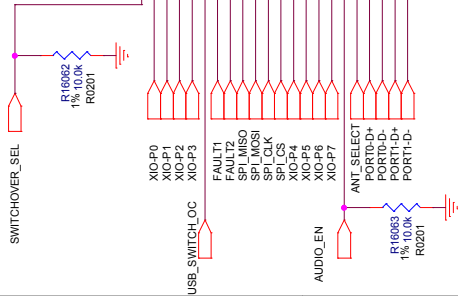 SWITCHOVER_SEL
R16062
1% 10.0k
R0201
XIO-P0
XIO-P1
XIO-P2
XIO-P3
USB_SWITCH_OC
FAULT1
FAULT2
SPI_MISO
SPI_MOSI
SPI_CLK
SPI_CS
XIO-P4
XIO-P5
XIO-P6
XIO-P7
AUDIO_EN
ANT_SELECT
PORT0-D+
PORT0-D-
PORT1-D+
PORT1-D-
R16063
1% 10.0k
R0201